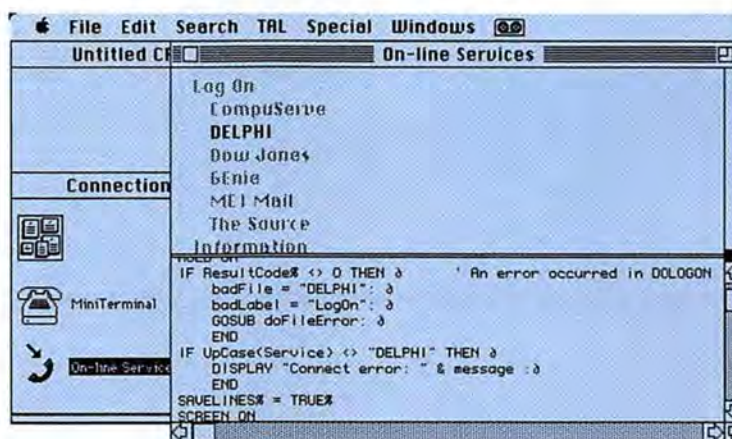 File Edit Search TAL Special Windows
Untitled
On-line Services
Log On
CompuServe
DELPHI
Dow Jones
GEnie
MCI Mail
The Source
Information
Connection
MiniTerminal
On-line Service
HOLD ON
IF ResultCode% <> 0 THEN ∂ ' An error occurred in DOLOGON
badFile = "DELPHI": ∂
badLabel = "LogOn": ∂
GOSUB doFileError: ∂
END
IF UpCase(Service) <> "DELPHI" THEN ∂
DISPLAY "Connect error: " & message :∂
END
SAVELINES% = TRUE%
SCREEN ON